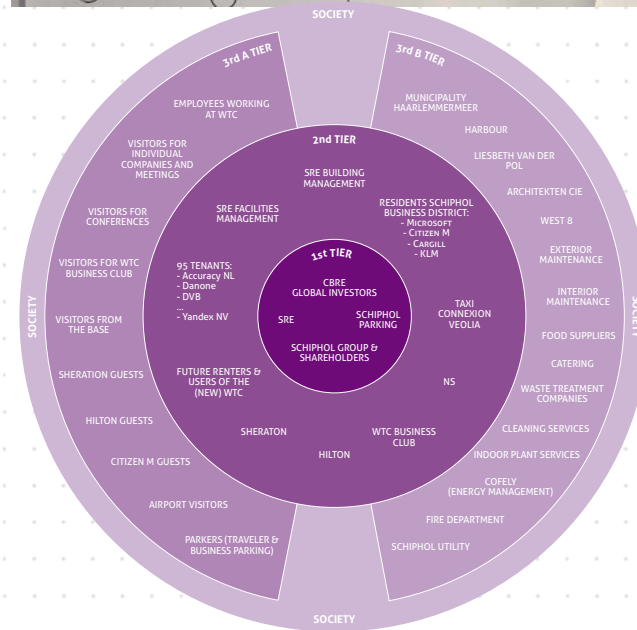 SOCIETY
3rd A TIER
EMPLOYEES WORKING
AT WTC
VISITORS FOR
INDIVIDUAL
COMPANIES AND
MEETINGS
VISITORS FOR
CONFERENCES
VISITORS FOR WTC
BUSINESS CLUB
VISITORS FROM
THE BASE
SHERATION GUESTS
HILTON GUESTS
CITIZEN M GUESTS
AIRPORT VISITORS
PARKERS (TRAVELER &
BUSINESS PARKING)
SOCIETY
2nd TIER
SRE BUILDING
MANAGEMENT
SRE FACILITIES
MANAGEMENT
RESIDENTS SCHIPHOL
BUSINESS DISTRICT:
- MICROSOFT
- CITIZEN M
- CARGILL
- KLM
95 TENANTS:
- Accuracy NL
- Danone
- DVB
...
- Yandex NV
TAXI
CONNEXION
VEOLIA
FUTURE RENTERS &
USERS OF THE
(NEW) WTC
NS
SHERATON
HILTON
WTC BUSINESS
CLUB
1st TIER
CBRE
GLOBAL INVESTORS
SRE
SCHIPHOL
PARKING
SCHIPHOL GROUP &
SHAREHOLDERS
3rd B TIER
MUNICIPALITY
HAARLEMMERMEER
HARBOUR
LIESBETH VAN DER
POL
ARCHITEKTEN CIE
WEST 8
EXTERIOR
MAINTENANCE
INTERIOR
MAINTENANCE
FOOD SUPPLIERS
CATERING
WASTE TREATMENT
COMPANIES
CLEANING SERVICES
INDOOR PLANT SERVICES
COFELY
(ENERGY MANAGEMENT)
FIRE DEPARTMENT
SCHIPHOL UTILITY
SOCIETY
SOCIETY